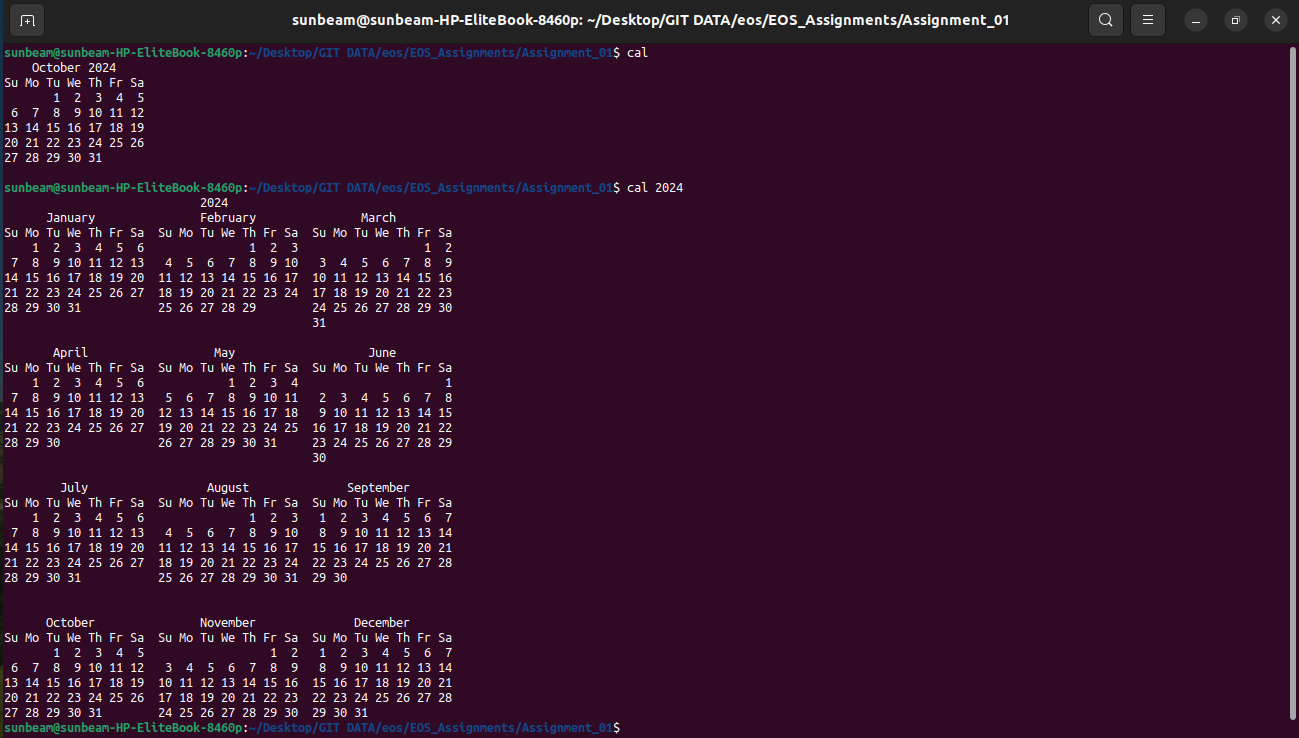 sunbeam@sunbeam-HP-EliteBook-8460p: ~/Desktop/GIT DATA/eos/EOS_Assignments/Assignment_01
sunbeam@sunbeam-HP-EliteBook-8460p:~/Desktop/GIT DATA/eos/EOS_Assignments/Assignment_01$ cal
    October 2024
Su Mo Tu We Th Fr Sa
       1  2  3  4  5
 6  7  8  9 10 11 12
13 14 15 16 17 18 19
20 21 22 23 24 25 26
27 28 29 30 31
sunbeam@sunbeam-HP-EliteBook-8460p:~/Desktop/GIT DATA/eos/EOS_Assignments/Assignment_01$ cal 2024
                            2024
      January               February               March
Su Mo Tu We Th Fr Sa  Su Mo Tu We Th Fr Sa  Su Mo Tu We Th Fr Sa
    1  2  3  4  5  6               1  2  3                  1  2
 7  8  9 10 11 12 13   4  5  6  7  8  9 10   3  4  5  6  7  8  9
14 15 16 17 18 19 20  11 12 13 14 15 16 17  10 11 12 13 14 15 16
21 22 23 24 25 26 27  18 19 20 21 22 23 24  17 18 19 20 21 22 23
28 29 30 31           25 26 27 28 29        24 25 26 27 28 29 30
                                            31
       April                  May                   June
Su Mo Tu We Th Fr Sa  Su Mo Tu We Th Fr Sa  Su Mo Tu We Th Fr Sa
    1  2  3  4  5  6            1  2  3  4                     1
 7  8  9 10 11 12 13   5  6  7  8  9 10 11   2  3  4  5  6  7  8
14 15 16 17 18 19 20  12 13 14 15 16 17 18   9 10 11 12 13 14 15
21 22 23 24 25 26 27  19 20 21 22 23 24 25  16 17 18 19 20 21 22
28 29 30              26 27 28 29 30 31     23 24 25 26 27 28 29
                                            30
        July                 August              September
Su Mo Tu We Th Fr Sa  Su Mo Tu We Th Fr Sa  Su Mo Tu We Th Fr Sa
    1  2  3  4  5  6               1  2  3   1  2  3  4  5  6  7
 7  8  9 10 11 12 13   4  5  6  7  8  9 10   8  9 10 11 12 13 14
14 15 16 17 18 19 20  11 12 13 14 15 16 17  15 16 17 18 19 20 21
21 22 23 24 25 26 27  18 19 20 21 22 23 24  22 23 24 25 26 27 28
28 29 30 31           25 26 27 28 29 30 31  29 30
      October               November              December
Su Mo Tu We Th Fr Sa  Su Mo Tu We Th Fr Sa  Su Mo Tu We Th Fr Sa
       1  2  3  4  5                  1  2   1  2  3  4  5  6  7
 6  7  8  9 10 11 12   3  4  5  6  7  8  9   8  9 10 11 12 13 14
13 14 15 16 17 18 19  10 11 12 13 14 15 16  15 16 17 18 19 20 21
20 21 22 23 24 25 26  17 18 19 20 21 22 23  22 23 24 25 26 27 28
27 28 29 30 31        24 25 26 27 28 29 30  29 30 31
sunbeam@sunbeam-HP-EliteBook-8460p:~/Desktop/GIT DATA/eos/EOS_Assignments/Assignment_01$